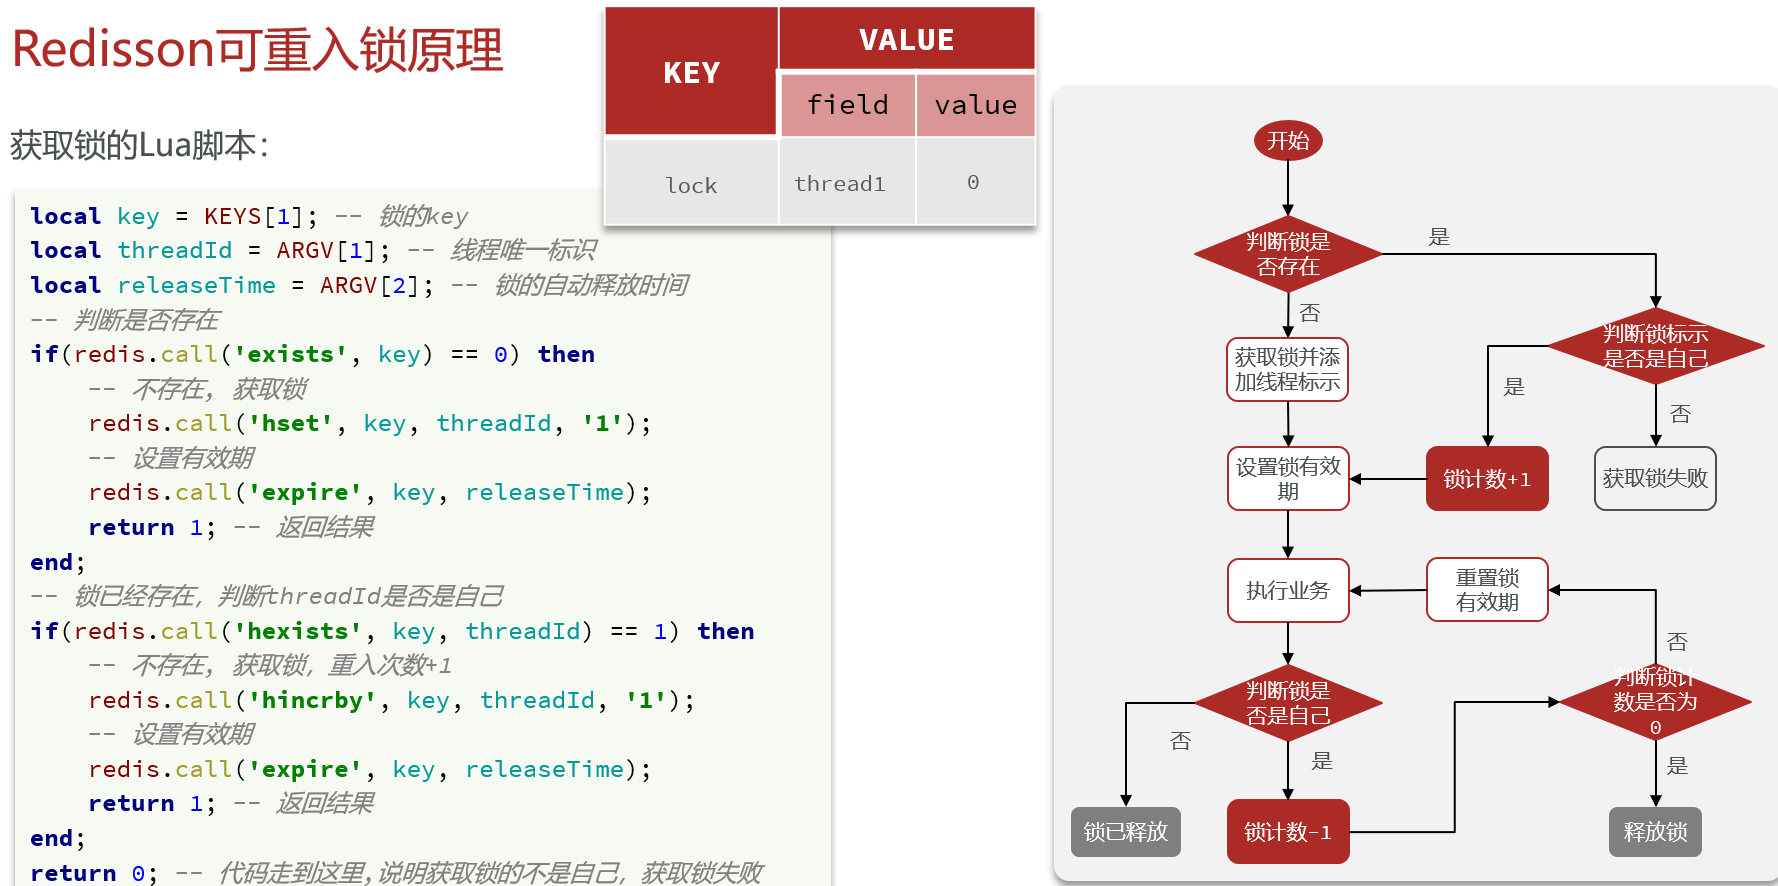 Redisson可重入锁原理
获取锁的Lua脚本：
KEY
VALUE
field
value
lock
thread1
0
local key = KEYS[1]; -- 锁的key
local threadId = ARGV[1]; -- 线程唯一标识
local releaseTime = ARGV[2]; -- 锁的自动释放时间
-- 判断是否存在
if(redis.call('exists', key) == 0) then
    -- 不存在, 获取锁
    redis.call('hset', key, threadId, '1');
    -- 设置有效期
    redis.call('expire', key, releaseTime);
    return 1; -- 返回结果
end;
-- 锁已经存在，判断threadId是否是自己
if(redis.call('hexists', key, threadId) == 1) then
    -- 不存在, 获取锁，重入次数+1
    redis.call('hincrby', key, threadId, '1');
    -- 设置有效期
    redis.call('expire', key, releaseTime);
    return 1; -- 返回结果
end;
return 0; -- 代码走到这里,说明获取锁的不是自己，获取锁失败
开始
判断锁是
否存在
是
否
判断锁标示
是否是自己
获取锁并添
加线程标示
是
否
设置锁有效
期
锁计数+1
获取锁失败
执行业务
重置锁
有效期
否
判断锁是
否是自己
判断锁计
数是否为
0
否
是
是
锁已释放
锁计数-1
释放锁